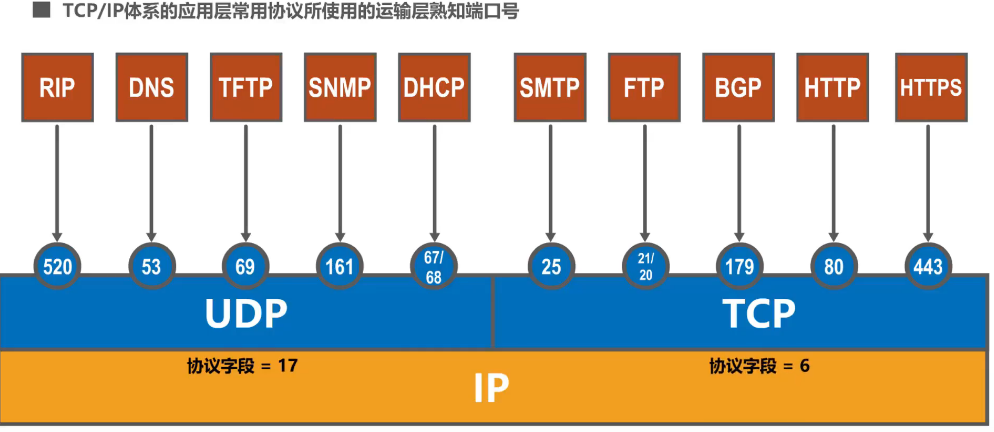 ■ TCP/IP体系的应用层常用协议所使用的运输层熟知端口号
RIP DNS TFTP SNMP DHCP SMTP FTP BGP HTTP HTTPS
520 53 69 161 67/68 25 21/20 179 80 443
UDP TCP
协议字段 = 17 协议字段 = 6
IP